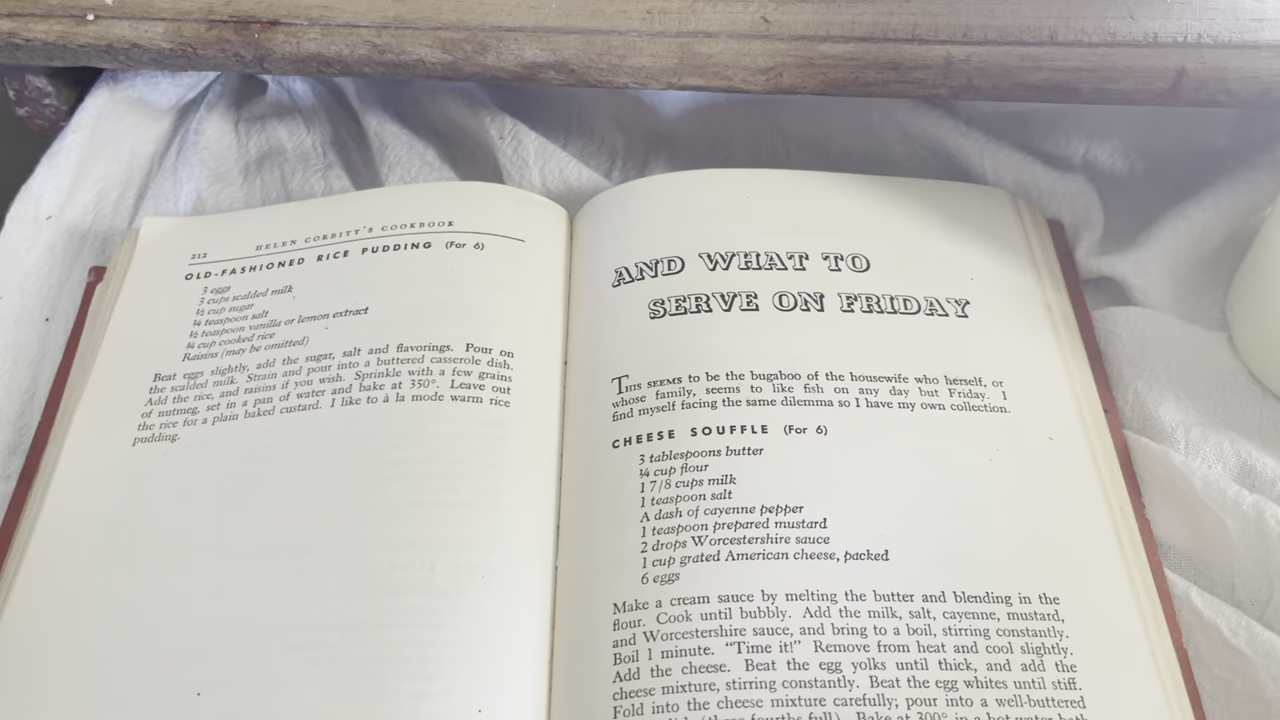 212
HELEN CORBITT'S COOKBOOK
OLD-FASHIONED RICE PUDDING (For 6)
3 eggs
3 cups scalded milk
½ cup sugar
¼ teaspoon salt
½ teaspoon vanilla or lemon extract
¾ cup cooked rice
Raisins (may be omitted)
Beat eggs slightly, add the sugar, salt and flavorings. Pour on
the scalded milk. Strain and pour into a buttered casserole dish.
Add the rice, and raisins if you wish. Sprinkle with a few grains
of nutmeg, set in a pan of water and bake at 350°. Leave out
the rice for a plain baked custard. I like to à la mode warm rice
pudding.
AND WHAT TO
SERVE ON FRIDAY
THIS SEEMS to be the bugaboo of the housewife who herself, or
whose family, seems to like fish on any day but Friday. I
find myself facing the same dilemma so I have my own collection.
CHEESE SOUFFLE (For 6)
3 tablespoons butter
¼ cup flour
1 7/8 cups milk
1 teaspoon salt
A dash of cayenne pepper
1 teaspoon prepared mustard
2 drops Worcestershire sauce
1 cup grated American cheese, packed
6 eggs
Make a cream sauce by melting the butter and blending in the
flour. Cook until bubbly. Add the milk, salt, cayenne, mustard,
and Worcestershire sauce, and bring to a boil, stirring constantly.
Boil 1 minute. "Time it!" Remove from heat and cool slightly.
Add the cheese. Beat the egg yolks until thick, and add the
cheese mixture, stirring constantly. Beat the egg whites until stiff.
Fold into the cheese mixture carefully; pour into a well-buttered
fourths full). Bake at 300° in a hot water